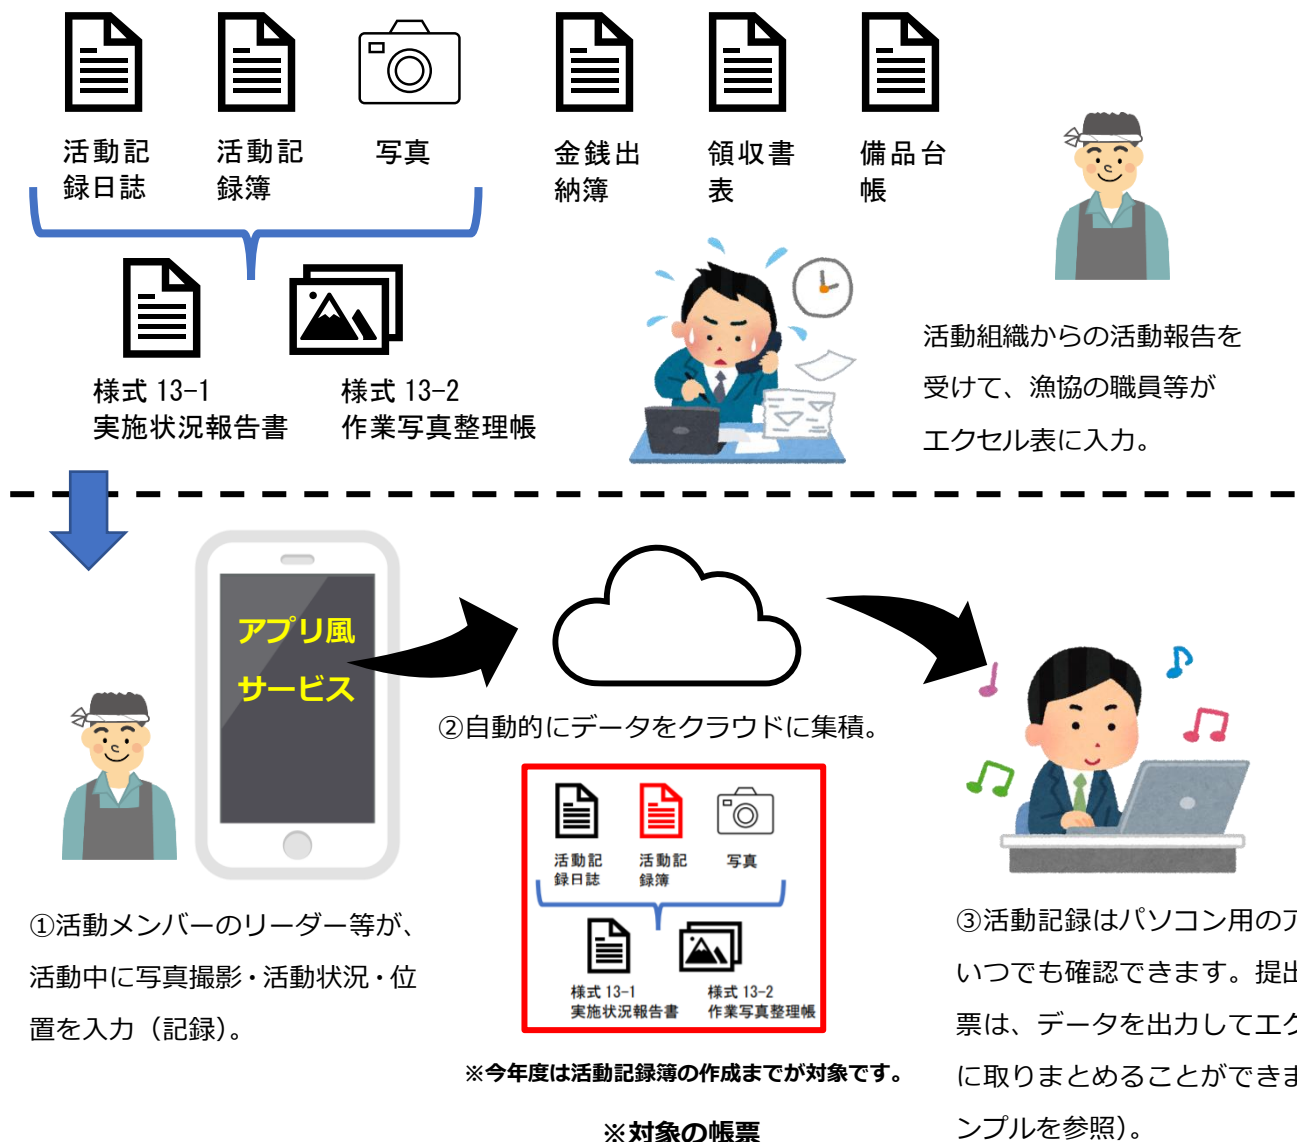 活動記
録日誌
活動記
録簿
写真
金銭出
納簿
領収書
表
備品台
帳
様式 13-1
実施状況報告書
様式 13-2
作業写真整理帳
活動組織からの活動報告を
受けて、漁協の職員等が
エクセル表に入力。
アプリ風
サービス
②自動的にデータをクラウドに集積。
活動記
録日誌
活動記
録簿
写真
様式 13-1
実施状況報告書
様式 13-2
作業写真整理帳
①活動メンバーのリーダー等が、
活動中に写真撮影・活動状況・位
置を入力（記録）。
※今年度は活動記録簿の作成までが対象です。
※対象の帳票
③活動記録はパソコン用のア
いつでも確認できます。提出
票は、データを出力してエク
に取りまとめることができま
ンプルを参照）。